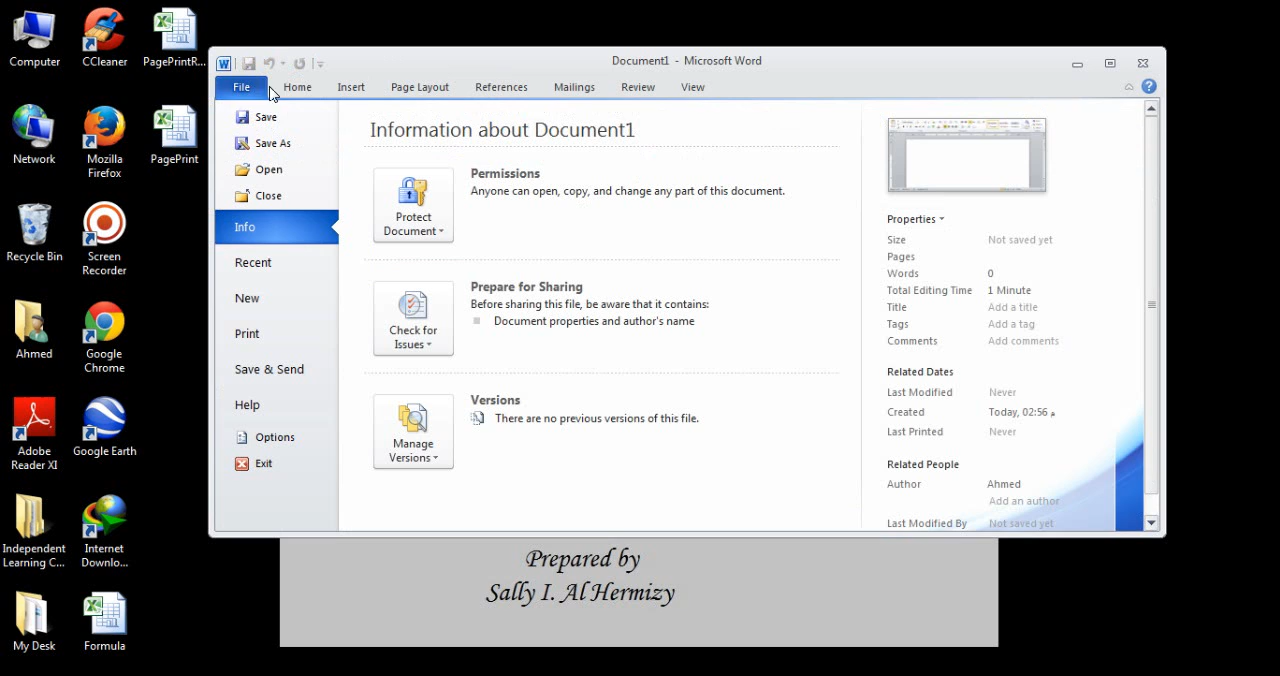 Computer
CCleaner
PagePrintR...
Network
Mozilla
Firefox
PagePrint
Recycle Bin
Screen
Recorder
Ahmed
Google
Chrome
Adobe
Reader XI
Google Earth
Independent
Learning C...
Internet
Downlo...
My Desk
Formula
Document1 - Microsoft Word
File Home Insert Page Layout References Mailings Review View
Save
Save As
Open
Close
Info
Recent
New
Print
Save & Send
Help
Options
Exit
Information about Document1
Protect
Document
Permissions
Anyone can open, copy, and change any part of this document.
Check for
Issues
Prepare for Sharing
Before sharing this file, be aware that it contains:
Document properties and author's name
Manage
Versions
Versions
There are no previous versions of this file.
Properties
Size Not saved yet
Pages
Words 0
Total Editing Time 1 Minute
Title Add a title
Tags Add a tag
Comments Add comments
Related Dates
Last Modified Never
Created Today, 02:56 م
Last Printed Never
Related People
Author Ahmed
Add an author
Last Modified By Not saved yet
Prepared by
Sally I. Al Hermizy